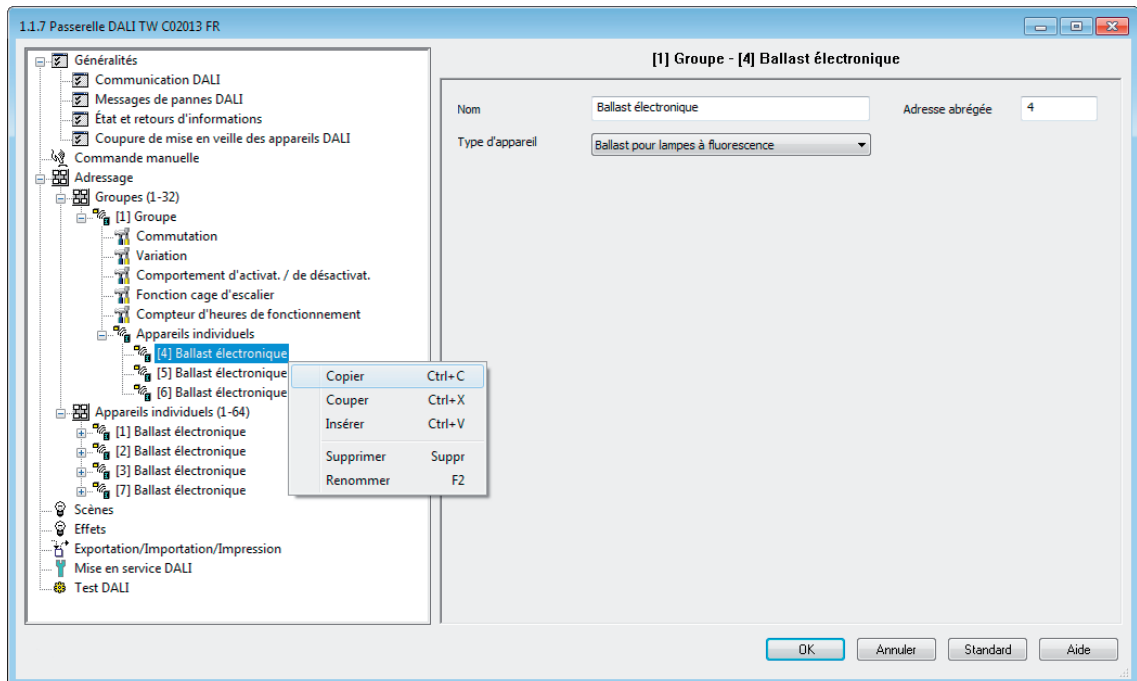 1.1.7 Passerelle DALI TW C02013 FR
Généralités
Communication DALI
Messages de pannes DALI
État et retours d'informations
Coupure de mise en veille des appareils DALI
Commande manuelle
Adressage
Groupes (1-32)
[1] Groupe
Commutation
Variation
Comportement d'activat. / de désactivat.
Fonction cage d'escalier
Compteur d'heures de fonctionnement
Appareils individuels
[4] Ballast électronique
[5] Ballast électronique
[6] Ballast électronique
Appareils individuels (1-64)
[1] Ballast électronique
[2] Ballast électronique
[3] Ballast électronique
[7] Ballast électronique
Scènes
Effets
Exportation/Importation/Impression
Mise en service DALI
Test DALI
Copier Ctrl+C
Couper Ctrl+X
Insérer Ctrl+V
Supprimer Suppr
Renommer F2
[1] Groupe - [4] Ballast électronique
Nom Ballast électronique Adresse abrégée 4
Type d'appareil Ballast pour lampes à fluorescence
OK Annuler Standard Aide